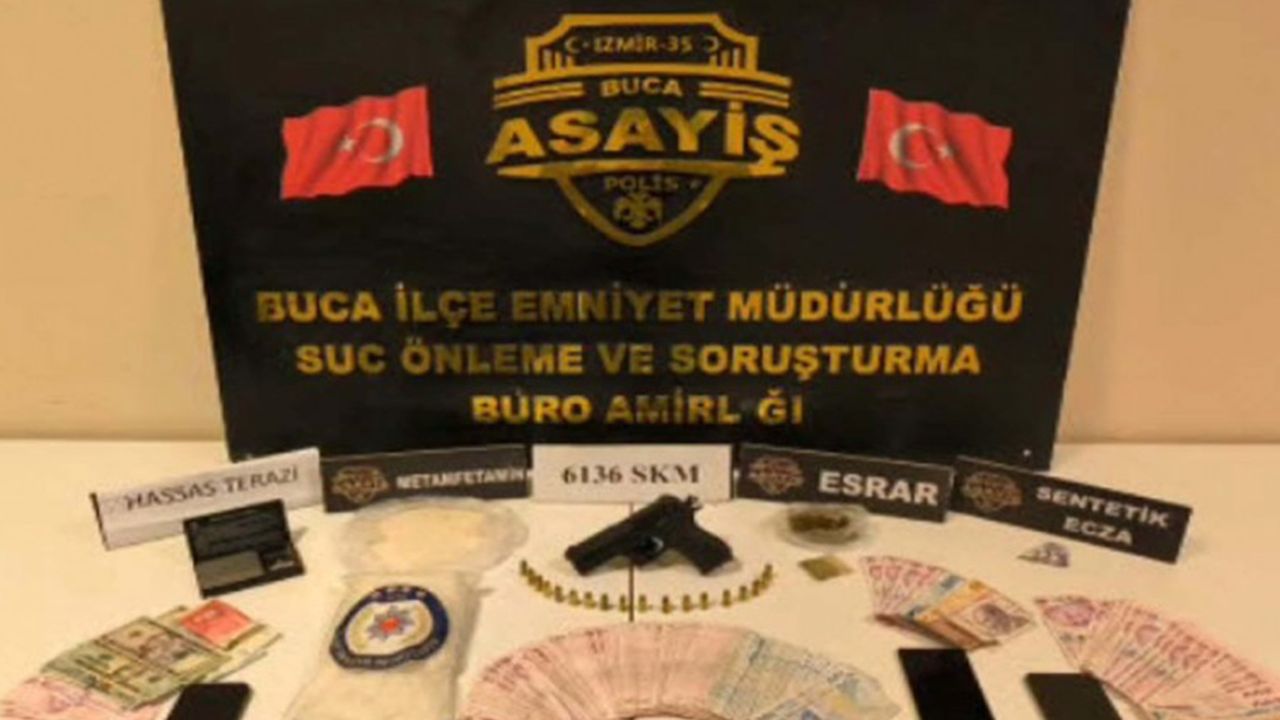 IZMİR-35
BUCA
ASAYİŞ
POLİS
BUCA İLÇE EMNİYET MÜDÜRLÜĞÜ
SUC ÖNLEME VE SORUŞTURMA
BÜRO AMİRL ĞI
HASSAS TERAZİ
METAMFETAMİN
6136 SKM
ESRAR
SENTETİK
ECZA